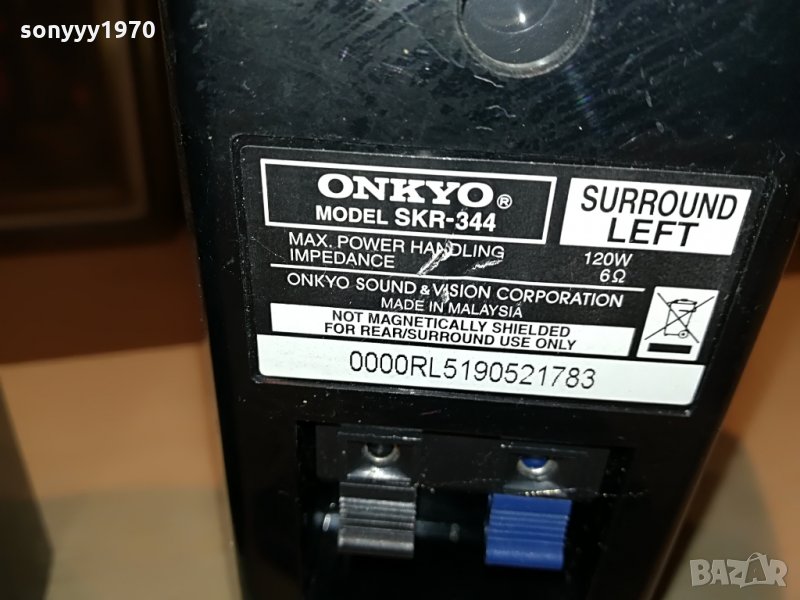 sonyyy1970
ONKYO®
MODEL SKR-344
SURROUND
LEFT
MAX. POWER HANDLING 120W
IMPEDANCE 6Ω
ONKYO SOUND & VISION CORPORATION
MADE IN MALAYSIA
NOT MAGNETICALLY SHIELDED
FOR REAR/SURROUND USE ONLY
0000RL5190521783
BAZAR